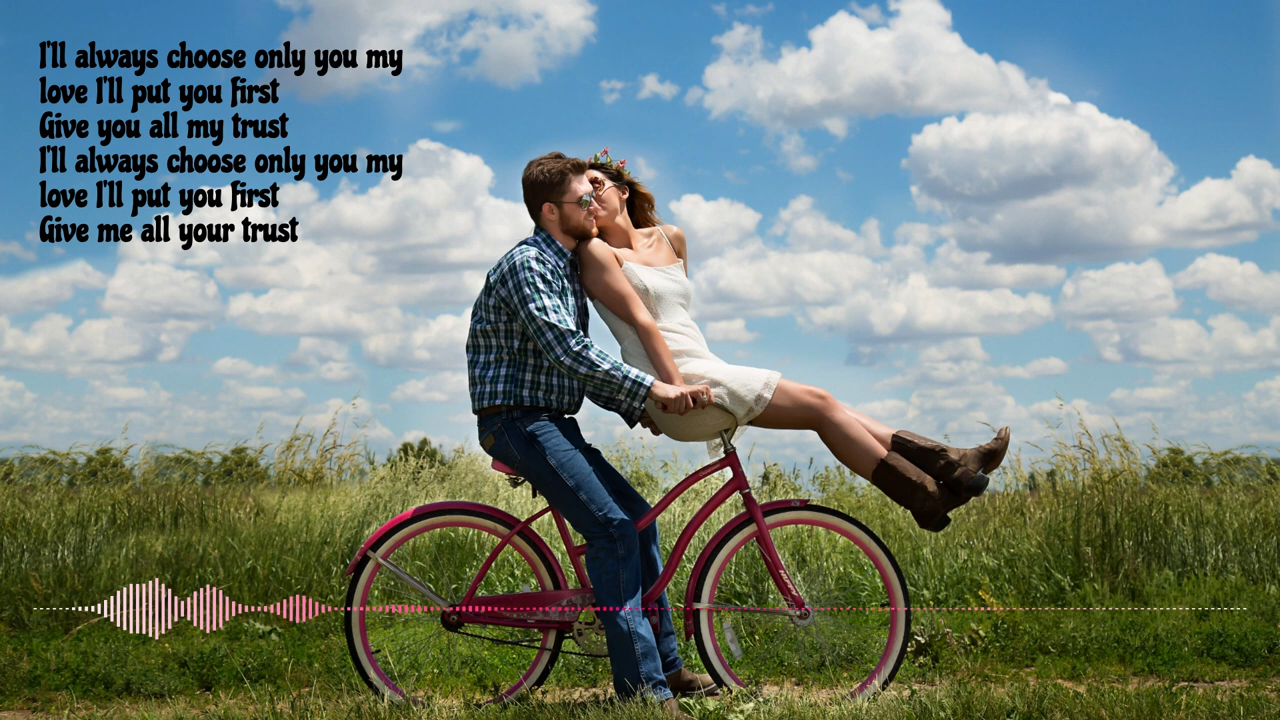 I'll always choose only you my
love I'll put you first
Give you all my trust
I'll always choose only you my
love I'll put you first
Give me all your trust